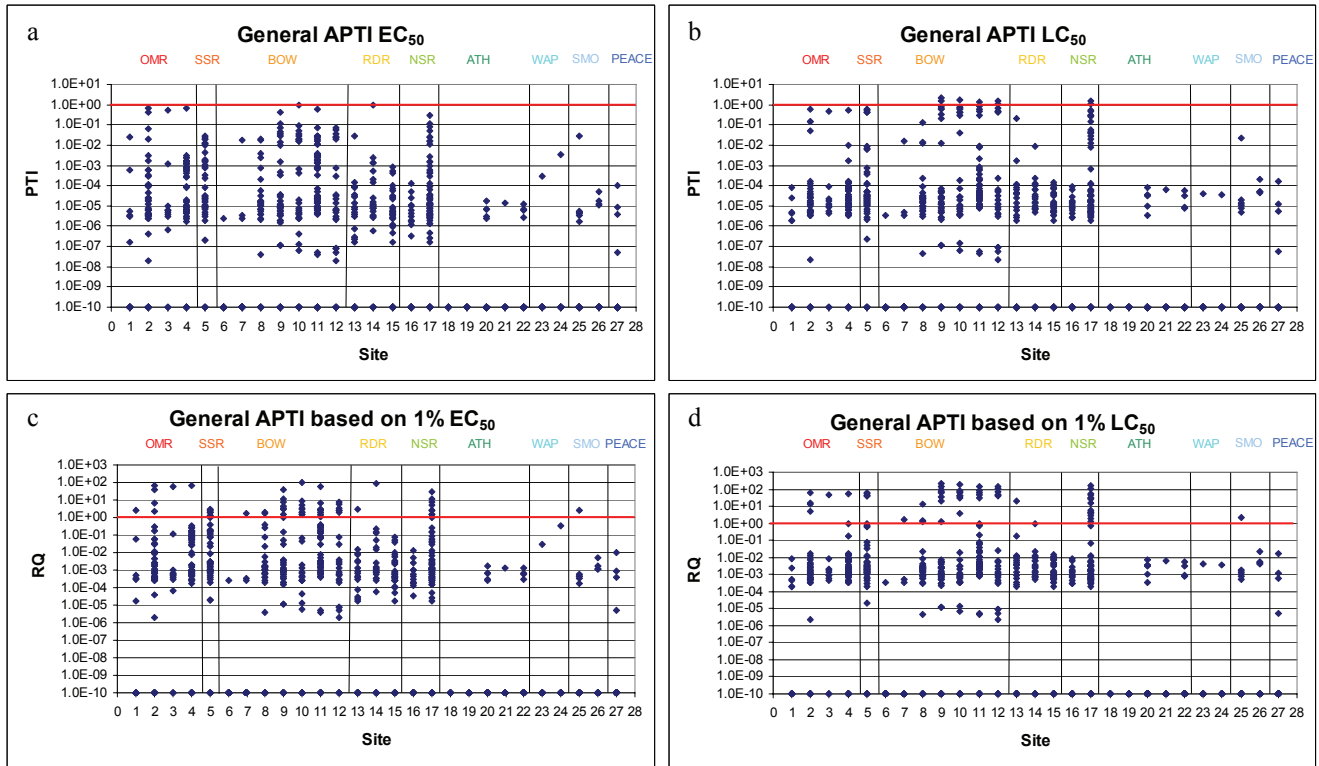 a
General APTI EC50
OMR SSR BOW RDR NSR ATH WAP SMO PEACE
1.0E+01
1.0E+00
1.0E-01
1.0E-02
1.0E-03
1.0E-04
1.0E-05
1.0E-06
1.0E-07
1.0E-08
1.0E-09
1.0E-10
PTI
0 1 2 3 4 5 6 7 8 9 10 11 12 13 14 15 16 17 18 19 20 21 22 23 24 25 26 27 28
Site
b
General APTI LC50
OMR SSR BOW RDR NSR ATH WAP SMO PEACE
1.0E+01
1.0E+00
1.0E-01
1.0E-02
1.0E-03
1.0E-04
1.0E-05
1.0E-06
1.0E-07
1.0E-08
1.0E-09
1.0E-10
PTI
0 1 2 3 4 5 6 7 8 9 10 11 12 13 14 15 16 17 18 19 20 21 22 23 24 25 26 27 28
Site
c
General APTI based on 1% EC50
OMR SSR BOW RDR NSR ATH WAP SMO PEACE
1.0E+03
1.0E+02
1.0E+01
1.0E+00
1.0E-01
1.0E-02
1.0E-03
1.0E-04
1.0E-05
1.0E-06
1.0E-07
1.0E-08
1.0E-09
1.0E-10
RQ
0 1 2 3 4 5 6 7 8 9 10 11 12 13 14 15 16 17 18 19 20 21 22 23 24 25 26 27 28
Site
d
General APTI based on 1% LC50
OMR SSR BOW RDR NSR ATH WAP SMO PEACE
1.0E+03
1.0E+02
1.0E+01
1.0E+00
1.0E-01
1.0E-02
1.0E-03
1.0E-04
1.0E-05
1.0E-06
1.0E-07
1.0E-08
1.0E-09
1.0E-10
RQ
0 1 2 3 4 5 6 7 8 9 10 11 12 13 14 15 16 17 18 19 20 21 22 23 24 25 26 27 28
Site